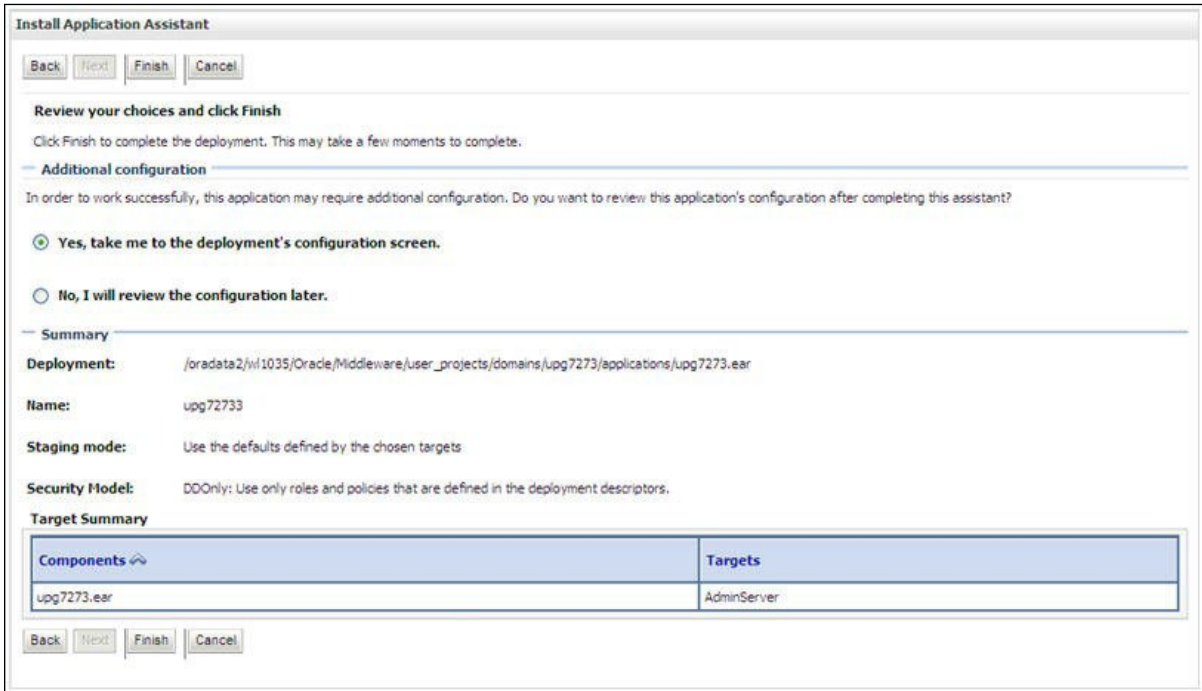 Install Application Assistant
Back Next Finish Cancel
Review your choices and click Finish
Click Finish to complete the deployment. This may take a few moments to complete.
Additional configuration
In order to work successfully, this application may require additional configuration. Do you want to review this application's configuration after completing this assistant?
Yes, take me to the deployment's configuration screen.
No, I will review the configuration later.
Summary
Deployment: /oradata2/wl1035/Oracle/Middleware/user_projects/domains/upg7273/applications/upg7273.ear
Name: upg72733
Staging mode: Use the defaults defined by the chosen targets
Security Model: DDOnly: Use only roles and policies that are defined in the deployment descriptors.
Target Summary
Components Targets
upg7273.ear AdminServer
Back Next Finish Cancel